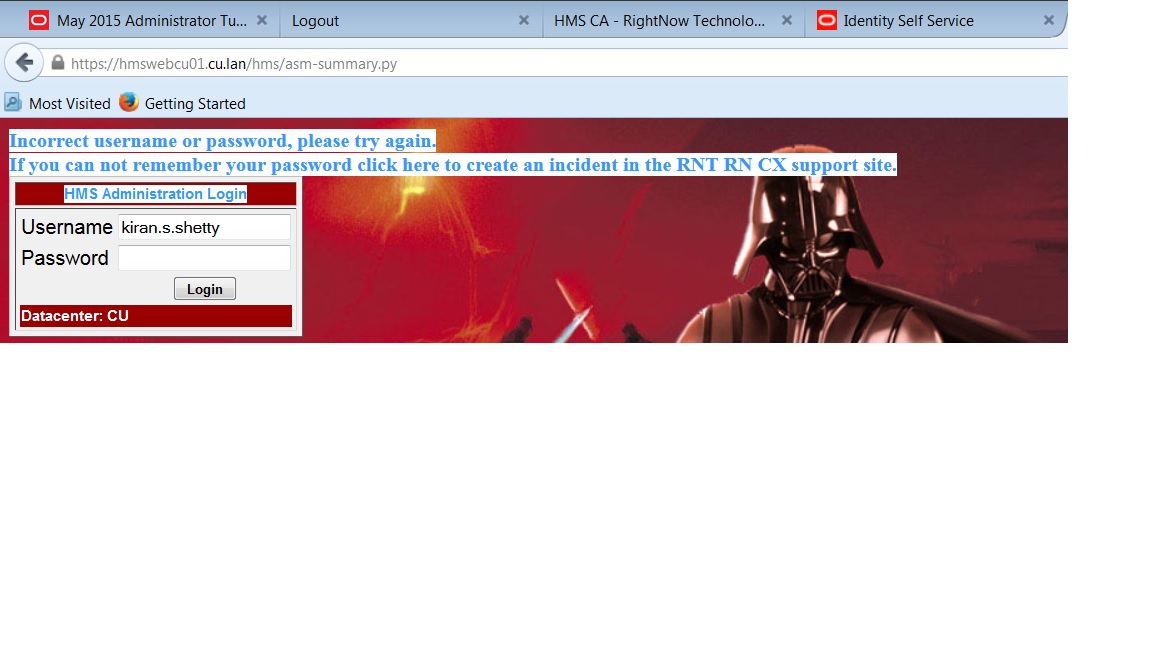 May 2015 Administrator Tu... Logout HMS CA - RightNow Technolo... Identity Self Service
https://hmswebcu01.cu.lan/hms/asm-summary.py
Most Visited Getting Started
Incorrect username or password, please try again.
If you can not remember your password click here to create an incident in the RNT RN CX support site.
HMS Administration Login
Username kiran.s.shetty
Password
Login
Datacenter: CU